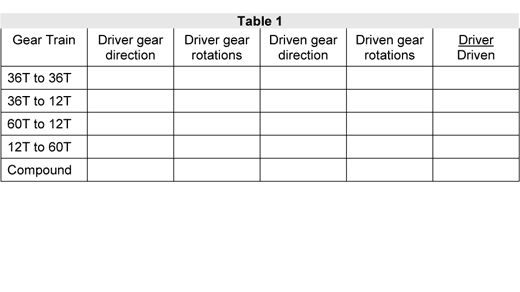 Table 1
Gear Train Driver gear direction Driver gear rotations Driven gear direction Driven gear rotations Driver Driven
36T to 36T
36T to 12T
60T to 12T
12T to 60T
Compound